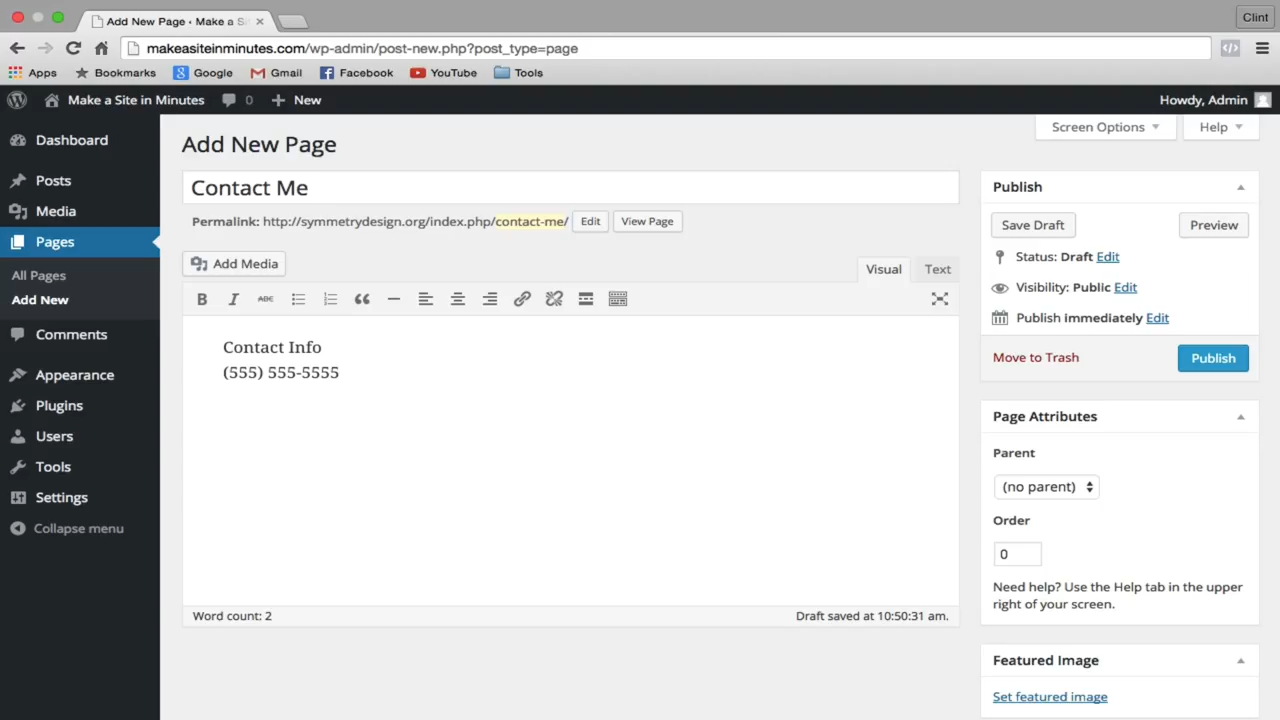 Add New Page ‹ Make a S
Clint
makeasiteinminutes.com/wp-admin/post-new.php?post_type=page
Apps Bookmarks Google Gmail Facebook YouTube Tools
Make a Site in Minutes 0 New Howdy, Admin
Screen Options Help
Dashboard
Posts
Media
Pages
All Pages
Add New
Comments
Appearance
Plugins
Users
Tools
Settings
Collapse menu
Add New Page
Contact Me
Permalink: http://symmetrydesign.org/index.php/contact-me/ Edit View Page
Add Media
Visual Text
B I ABC
Contact Info
(555) 555-5555
Word count: 2 Draft saved at 10:50:31 am.
Publish
Save Draft Preview
Status: Draft Edit
Visibility: Public Edit
Publish immediately Edit
Move to Trash Publish
Page Attributes
Parent
(no parent)
Order
0
Need help? Use the Help tab in the upper
right of your screen.
Featured Image
Set featured image